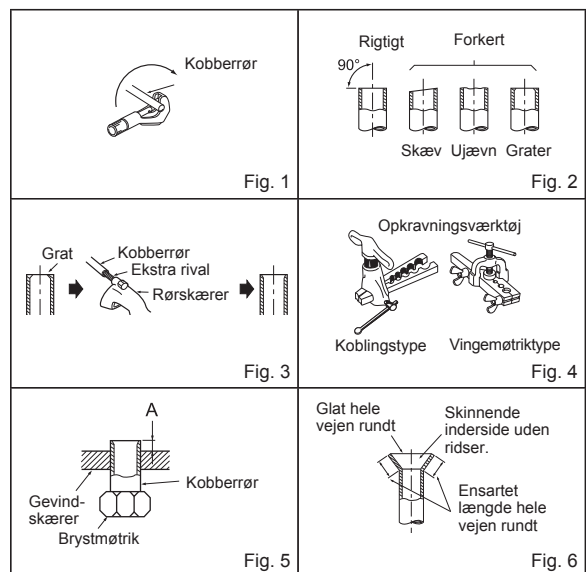 Kobberrør
Fig. 1
Rigtigt
Forkert
90°
Skæv
Ujævn
Grater
Fig. 2
Grat
Kobberrør
Ekstra rival
Rørskærer
Fig. 3
Opkravningsværktøj
Koblingstype
Vingemøtriktype
Fig. 4
A
Kobberrør
Gevind-
skærer
Brystmøtrik
Fig. 5
Glat hele
vejen rundt
Skinnende
inderside uden
ridser.
Ensartet
længde hele
vejen rundt
Fig. 6